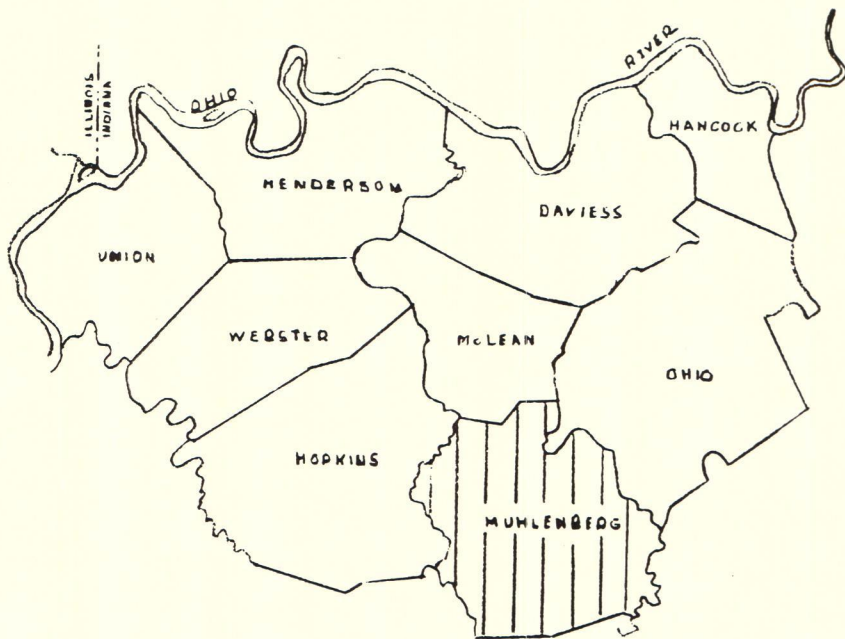 RIVER
ILLINOIS
INDIANA
OHIO
HANCOCK
HENDERSON
DAVIESS
UNION
WEBSTER
McLEAN
OHIO
HOPKINS
MUHLENBERG